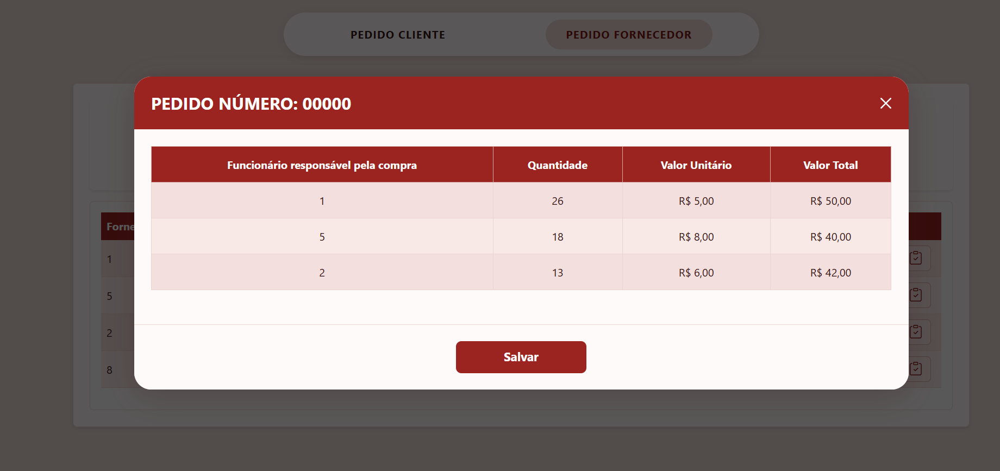 PEDIDO CLIENTE PEDIDO FORNECEDOR
PEDIDO NÚMERO: 00000
Funcionário responsável pela compra Quantidade Valor Unitário Valor Total
1 26 R$ 5,00 R$ 50,00
5 18 R$ 8,00 R$ 40,00
2 13 R$ 6,00 R$ 42,00
Salvar
Forne
1
5
2
8